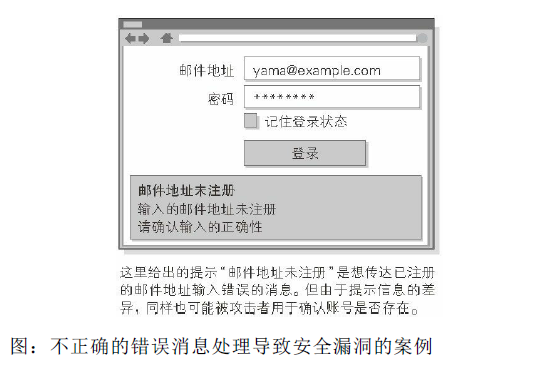 邮件地址 yama@example.com
密码 ********
记住登录状态
登录
邮件地址未注册
输入的邮件地址未注册
请确认输入的正确性
这里给出的提示“邮件地址未注册”是想传达已注册
的邮件地址输入错误的消息。但由于提示信息的差
异，同样也可能被攻击者用于确认账号是否存在。
图：不正确的错误消息处理导致安全漏洞的案例